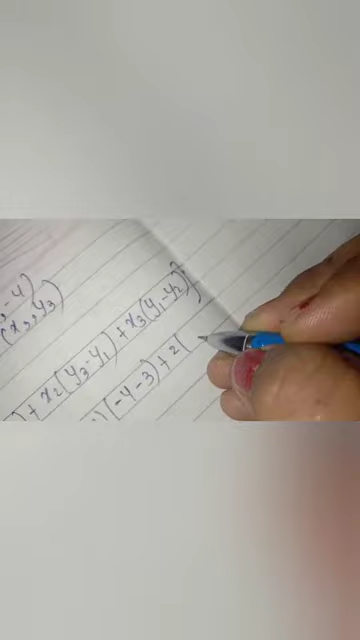 , -4)
(x3, y3)
) + x2(y3-y1) + x3(y1-y2)
) (-4-3) + 2(